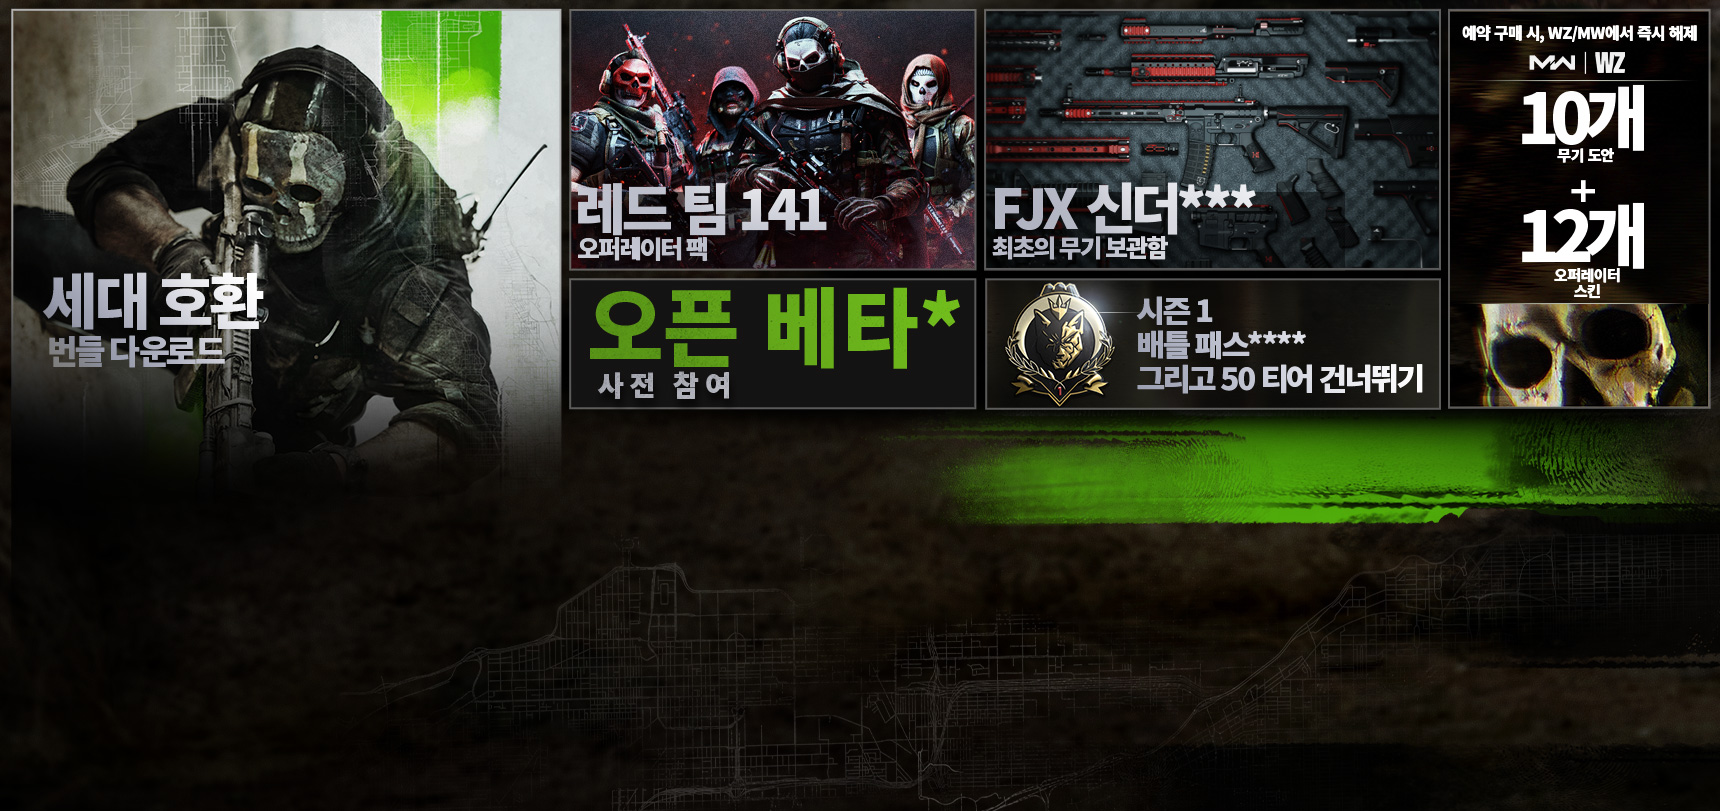 세대 호환
번들 다운로드
레드 팀 141
오퍼레이터 팩
FJX 신더***
최초의 무기 보관함
오픈 베타*
사전 참여
시즌 1
배틀 패스****
그리고 50 티어 건너뛰기
예약 구매 시, WZ/MW에서 즉시 해제
MW | WZ
10개
무기 도안
+
12개
오퍼레이터
스킨